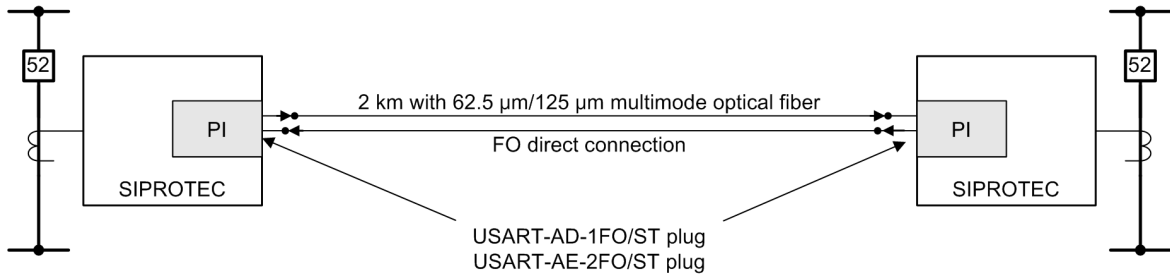 52
52
2 km with 62.5 µm/125 µm multimode optical fiber
PI
PI
FO direct connection
SIPROTEC
SIPROTEC
USART-AD-1FO/ST plug
USART-AE-2FO/ST plug